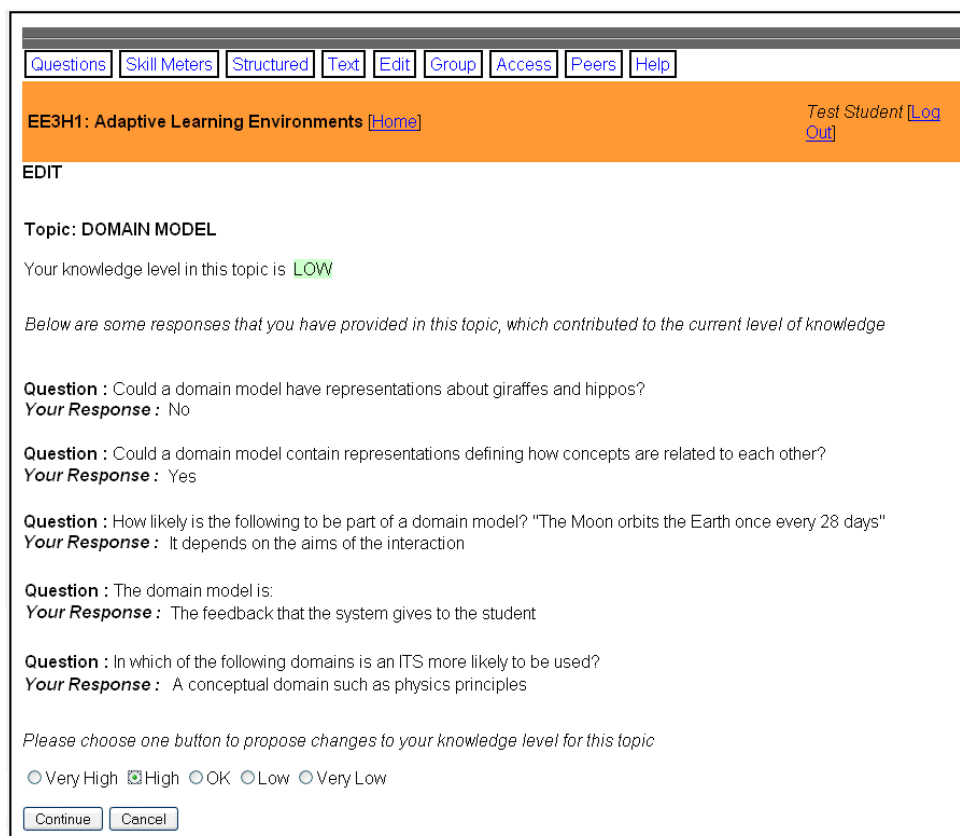 Questions Skill Meters Structured Text Edit Group Access Peers Help
EE3H1: Adaptive Learning Environments [Home]
Test Student [Log
Out]
EDIT
Topic: DOMAIN MODEL
Your knowledge level in this topic is LOW
Below are some responses that you have provided in this topic, which contributed to the current level of knowledge
Question : Could a domain model have representations about giraffes and hippos?
Your Response : No
Question : Could a domain model contain representations defining how concepts are related to each other?
Your Response : Yes
Question : How likely is the following to be part of a domain model? "The Moon orbits the Earth once every 28 days"
Your Response : It depends on the aims of the interaction
Question : The domain model is:
Your Response : The feedback that the system gives to the student
Question : In which of the following domains is an ITS more likely to be used?
Your Response : A conceptual domain such as physics principles
Please choose one button to propose changes to your knowledge level for this topic
Very High High OK Low Very Low
Continue Cancel